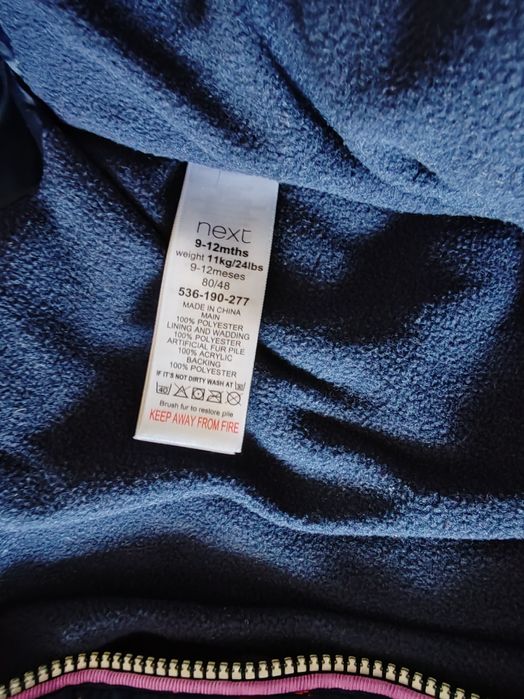 next
9-12mths
weight 11kg/24lbs
9-12meses
80/48
536-190-277
MADE IN CHINA
MAIN
100% POLYESTER
LINING AND WADDING
100% POLYESTER
ARTIFICIAL FUR PILE
100% ACRYLIC
BACKING
100% POLYESTER
IF IT'S NOT DIRTY WASH AT 30
40
Brush fur to restore pile
KEEP AWAY FROM FIRE